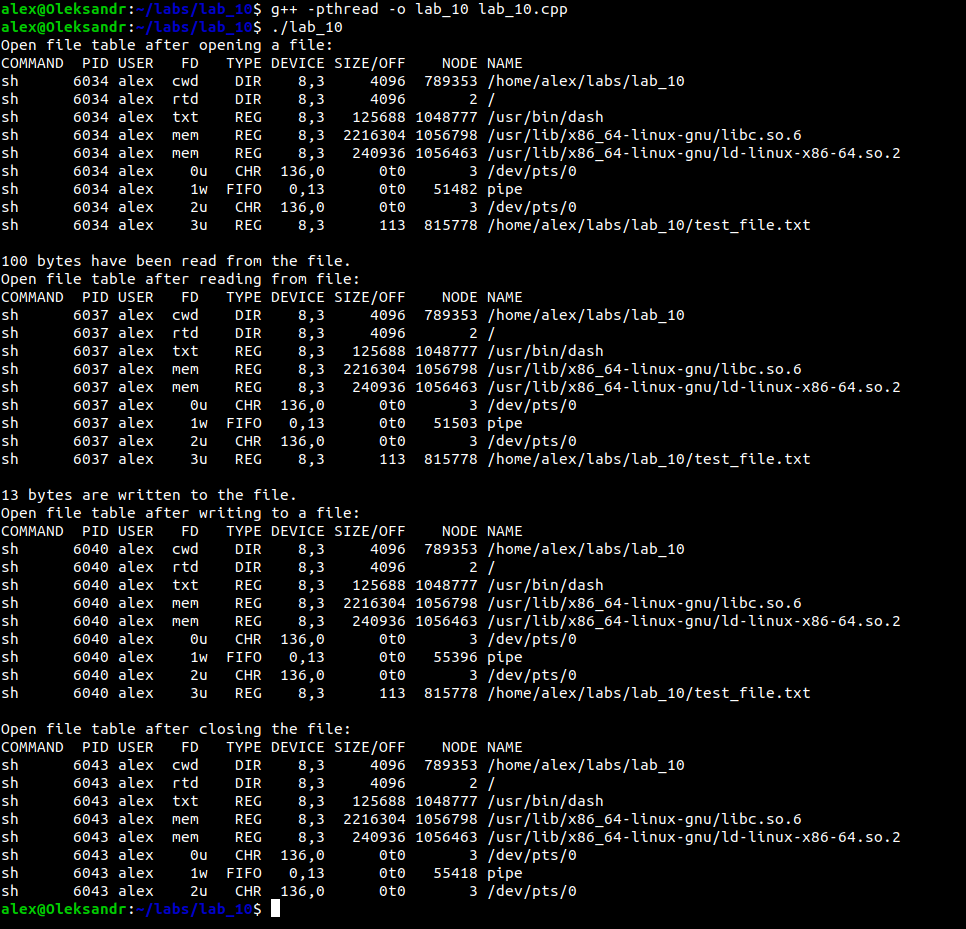 alex@Oleksandr:~/labs/lab_10$ g++ -pthread -o lab_10 lab_10.cpp
alex@Oleksandr:~/labs/lab_10$ ./lab_10
Open file table after opening a file:
COMMAND  PID USER   FD   TYPE DEVICE SIZE/OFF    NODE NAME
sh      6034 alex  cwd    DIR    8,3     4096  789353 /home/alex/labs/lab_10
sh      6034 alex  rtd    DIR    8,3     4096       2 /
sh      6034 alex  txt    REG    8,3   125688 1048777 /usr/bin/dash
sh      6034 alex  mem    REG    8,3  2216304 1056798 /usr/lib/x86_64-linux-gnu/libc.so.6
sh      6034 alex  mem    REG    8,3   240936 1056463 /usr/lib/x86_64-linux-gnu/ld-linux-x86-64.so.2
sh      6034 alex    0u   CHR  136,0      0t0       3 /dev/pts/0
sh      6034 alex    1w  FIFO   0,13      0t0   51482 pipe
sh      6034 alex    2u   CHR  136,0      0t0       3 /dev/pts/0
sh      6034 alex    3u   REG    8,3      113  815778 /home/alex/labs/lab_10/test_file.txt

100 bytes have been read from the file.
Open file table after reading from file:
COMMAND  PID USER   FD   TYPE DEVICE SIZE/OFF    NODE NAME
sh      6037 alex  cwd    DIR    8,3     4096  789353 /home/alex/labs/lab_10
sh      6037 alex  rtd    DIR    8,3     4096       2 /
sh      6037 alex  txt    REG    8,3   125688 1048777 /usr/bin/dash
sh      6037 alex  mem    REG    8,3  2216304 1056798 /usr/lib/x86_64-linux-gnu/libc.so.6
sh      6037 alex  mem    REG    8,3   240936 1056463 /usr/lib/x86_64-linux-gnu/ld-linux-x86-64.so.2
sh      6037 alex    0u   CHR  136,0      0t0       3 /dev/pts/0
sh      6037 alex    1w  FIFO   0,13      0t0   51503 pipe
sh      6037 alex    2u   CHR  136,0      0t0       3 /dev/pts/0
sh      6037 alex    3u   REG    8,3      113  815778 /home/alex/labs/lab_10/test_file.txt

13 bytes are written to the file.
Open file table after writing to a file:
COMMAND  PID USER   FD   TYPE DEVICE SIZE/OFF    NODE NAME
sh      6040 alex  cwd    DIR    8,3     4096  789353 /home/alex/labs/lab_10
sh      6040 alex  rtd    DIR    8,3     4096       2 /
sh      6040 alex  txt    REG    8,3   125688 1048777 /usr/bin/dash
sh      6040 alex  mem    REG    8,3  2216304 1056798 /usr/lib/x86_64-linux-gnu/libc.so.6
sh      6040 alex  mem    REG    8,3   240936 1056463 /usr/lib/x86_64-linux-gnu/ld-linux-x86-64.so.2
sh      6040 alex    0u   CHR  136,0      0t0       3 /dev/pts/0
sh      6040 alex    1w  FIFO   0,13      0t0   55396 pipe
sh      6040 alex    2u   CHR  136,0      0t0       3 /dev/pts/0
sh      6040 alex    3u   REG    8,3      113  815778 /home/alex/labs/lab_10/test_file.txt

Open file table after closing the file:
COMMAND  PID USER   FD   TYPE DEVICE SIZE/OFF    NODE NAME
sh      6043 alex  cwd    DIR    8,3     4096  789353 /home/alex/labs/lab_10
sh      6043 alex  rtd    DIR    8,3     4096       2 /
sh      6043 alex  txt    REG    8,3   125688 1048777 /usr/bin/dash
sh      6043 alex  mem    REG    8,3  2216304 1056798 /usr/lib/x86_64-linux-gnu/libc.so.6
sh      6043 alex  mem    REG    8,3   240936 1056463 /usr/lib/x86_64-linux-gnu/ld-linux-x86-64.so.2
sh      6043 alex    0u   CHR  136,0      0t0       3 /dev/pts/0
sh      6043 alex    1w  FIFO   0,13      0t0   55418 pipe
sh      6043 alex    2u   CHR  136,0      0t0       3 /dev/pts/0
alex@Oleksandr:~/labs/lab_10$